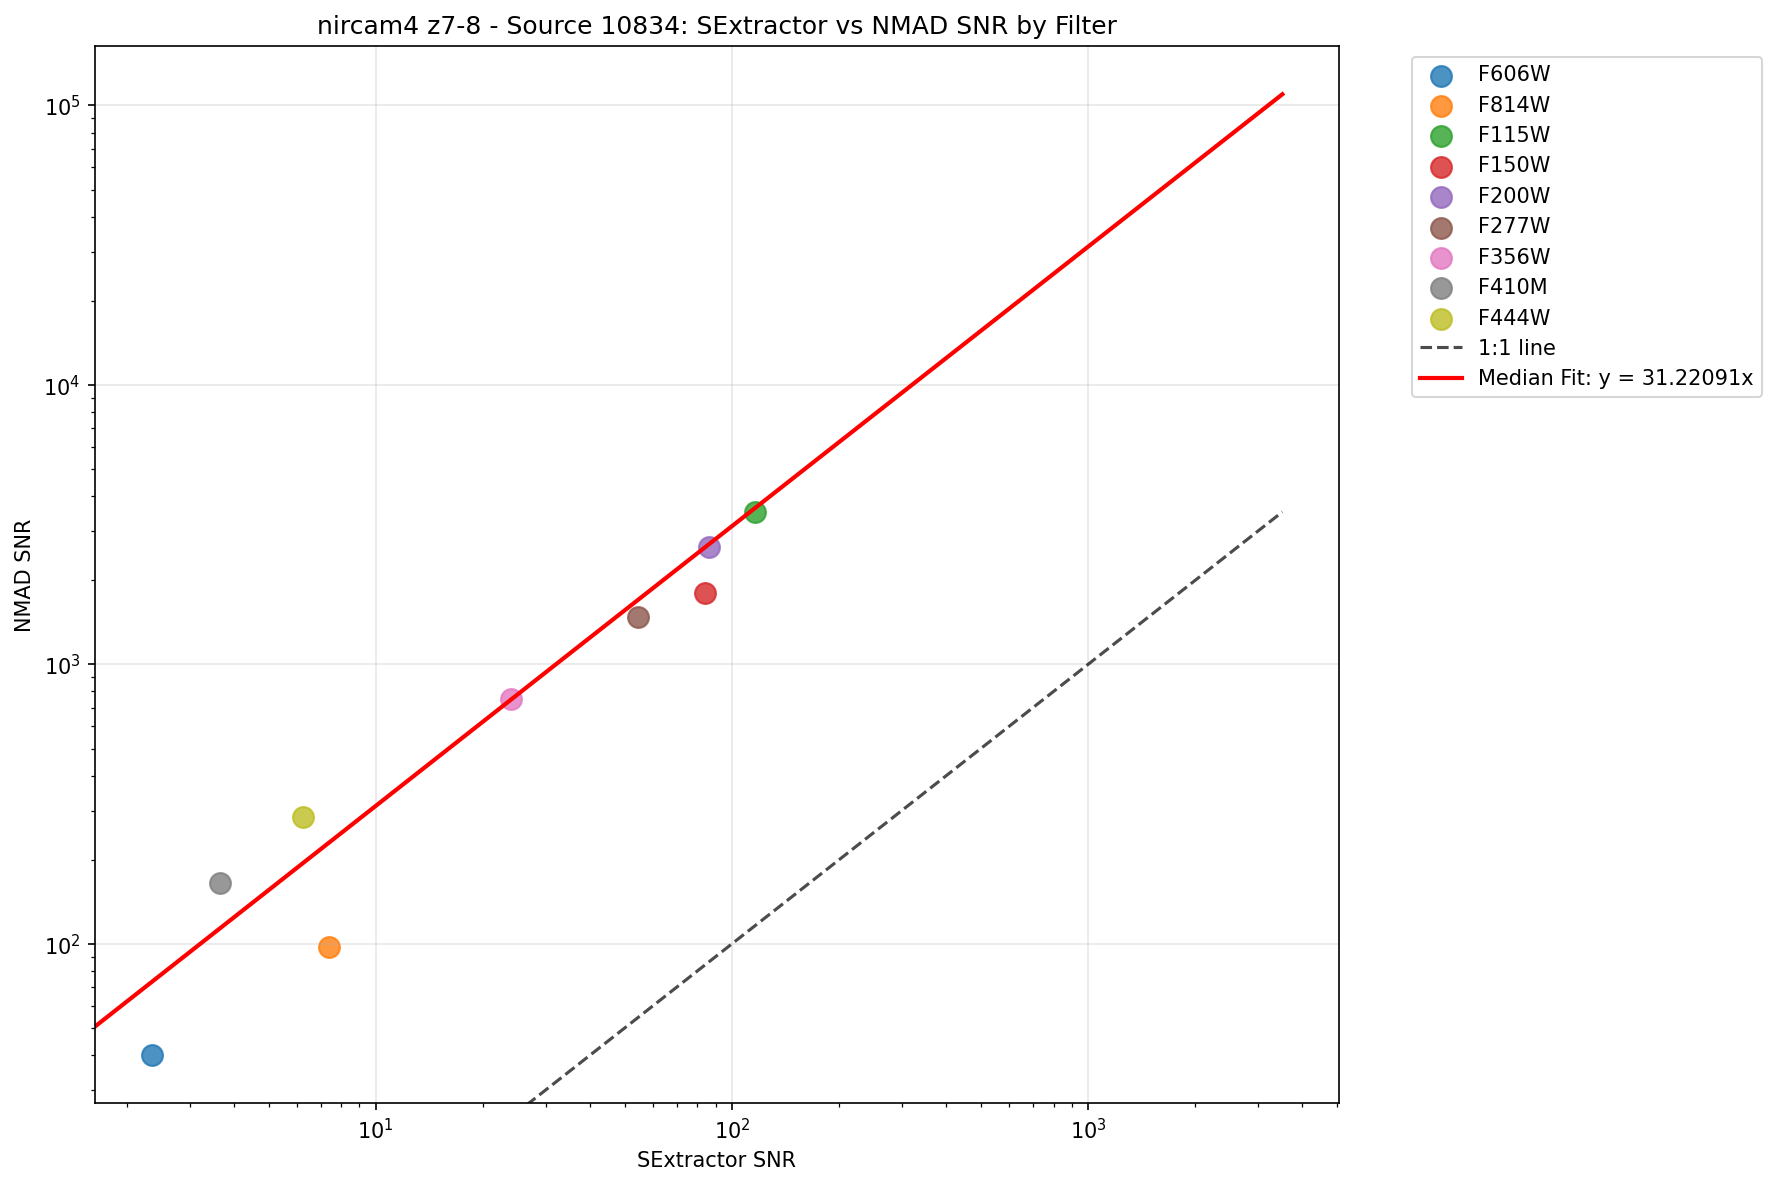 nircam4 z7-8 - Source 10834: SExtractor vs NMAD SNR by Filter
NMAD SNR
10^5
10^4
10^3
10^2
10^1
10^2
10^3
SExtractor SNR
F606W
F814W
F115W
F150W
F200W
F277W
F356W
F410M
F444W
1:1 line
Median Fit: y = 31.22091x